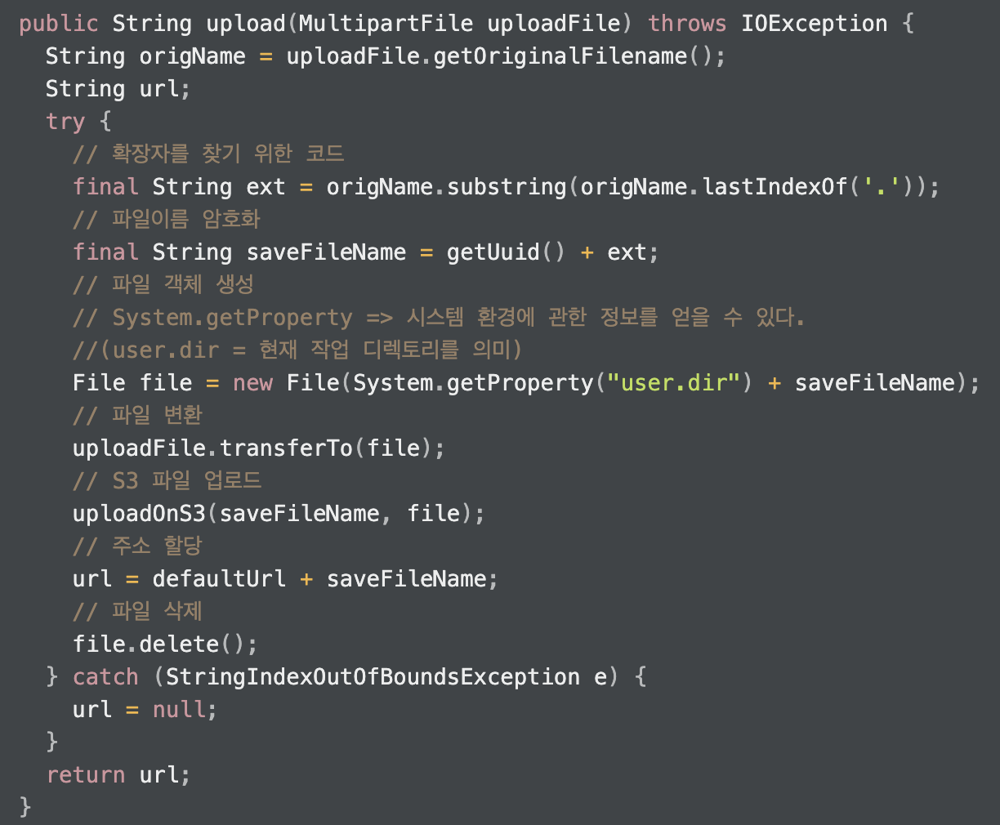 public String upload(MultipartFile uploadFile) throws IOException {
  String origName = uploadFile.getOriginalFilename();
  String url;
  try {
    // 확장자를 찾기 위한 코드
    final String ext = origName.substring(origName.lastIndexOf('.'));
    // 파일이름 암호화
    final String saveFileName = getUuid() + ext;
    // 파일 객체 생성
    // System.getProperty => 시스템 환경에 관한 정보를 얻을 수 있다.
    //(user.dir = 현재 작업 디렉토리를 의미)
    File file = new File(System.getProperty("user.dir") + saveFileName);
    // 파일 변환
    uploadFile.transferTo(file);
    // S3 파일 업로드
    uploadOnS3(saveFileName, file);
    // 주소 할당
    url = defaultUrl + saveFileName;
    // 파일 삭제
    file.delete();
  } catch (StringIndexOutOfBoundsException e) {
    url = null;
  }
  return url;
}